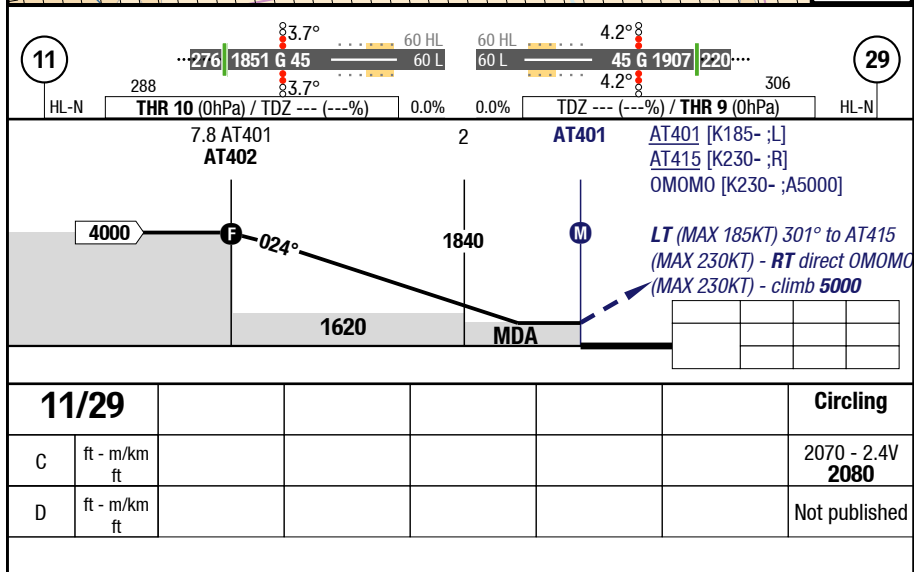 3.7° 4.2°
11 276 1851 G 45 60 HL 60 L 60 HL 60 L 45 G 1907 220 29
288 3.7° 4.2° 306
HL-N THR 10 (0hPa) / TDZ --- (---%) 0.0% 0.0% TDZ --- (---%) / THR 9 (0hPa) HL-N
7.8 AT401 2 AT401 AT401 [K185- ;L]
AT402 AT415 [K230- ;R]
OMOMO [K230- ;A5000]
4000 F 024° 1840 M LT (MAX 185KT) 301° to AT415
(MAX 230KT) - RT direct OMOMO
(MAX 230KT) - climb 5000
1620 MDA
11/29 Circling
C ft - m/km 2070 - 2.4V
ft 2080
D ft - m/km Not published
ft